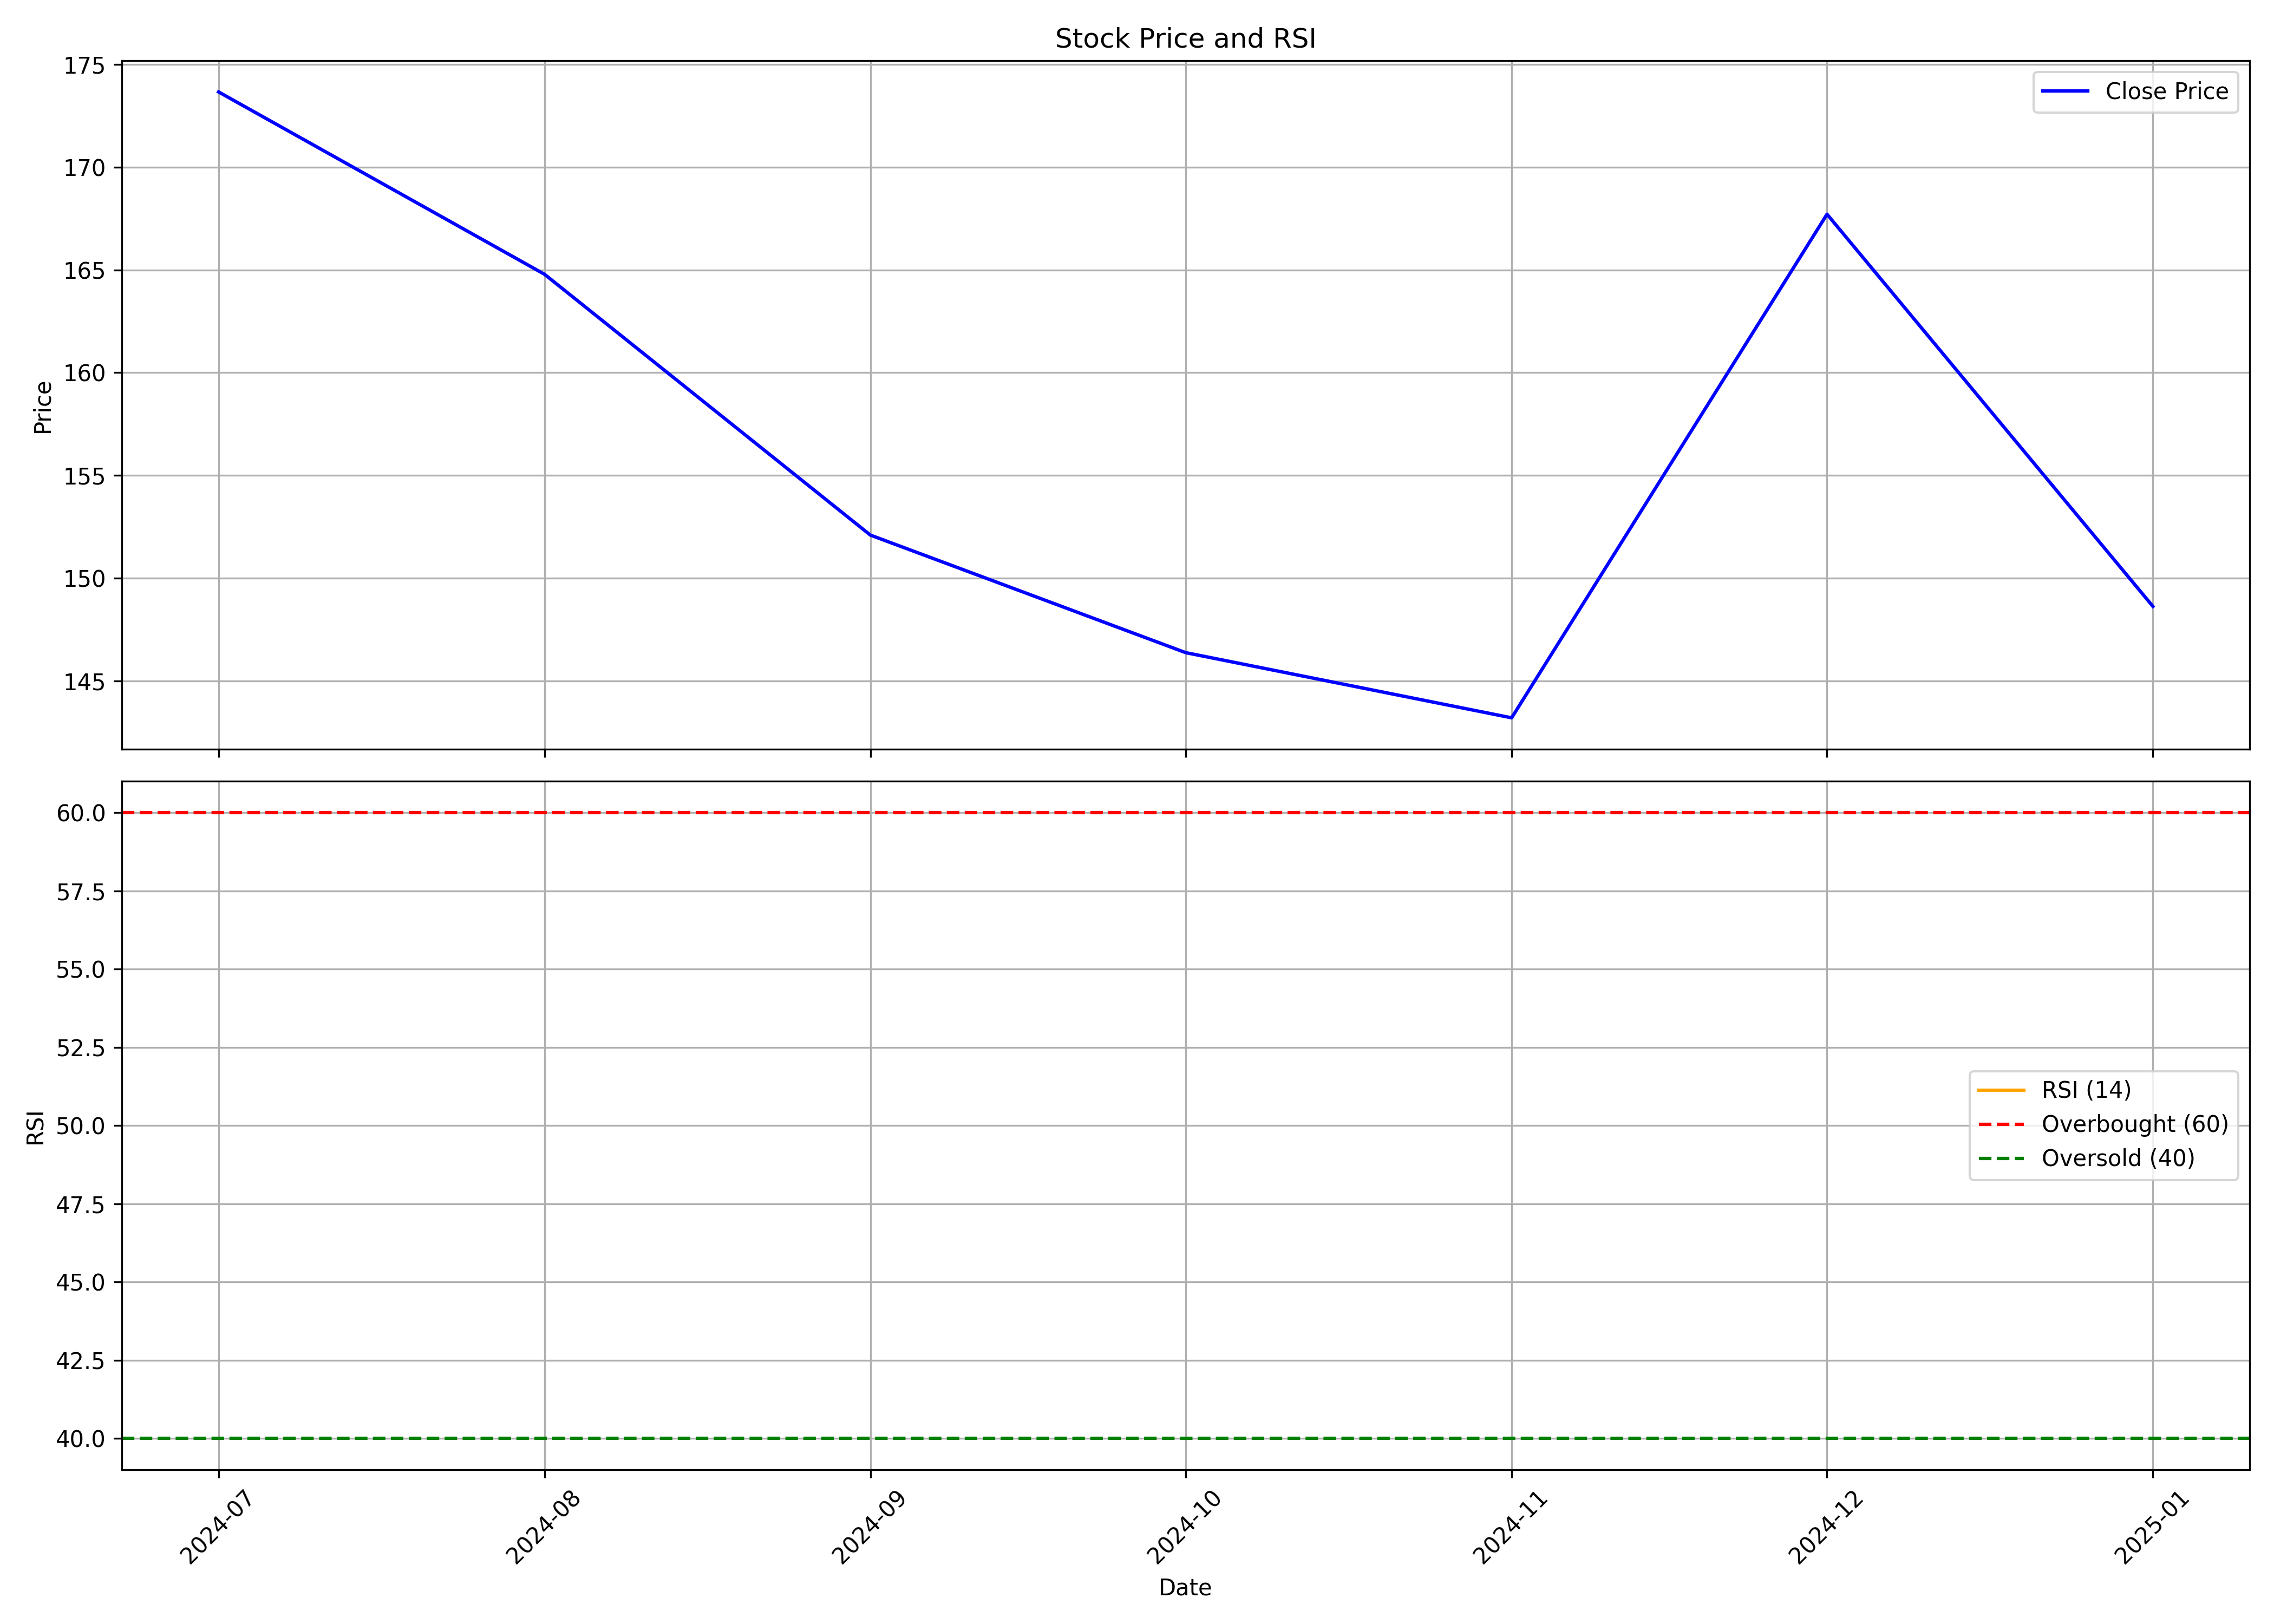 Stock Price and RSI
175
170
165
160
155
150
145
Price
Close Price
60.0
57.5
55.0
52.5
50.0
47.5
45.0
42.5
40.0
RSI
RSI (14)
Overbought (60)
Oversold (40)
2024-07
2024-08
2024-09
2024-10
2024-11
2024-12
2025-01
Date